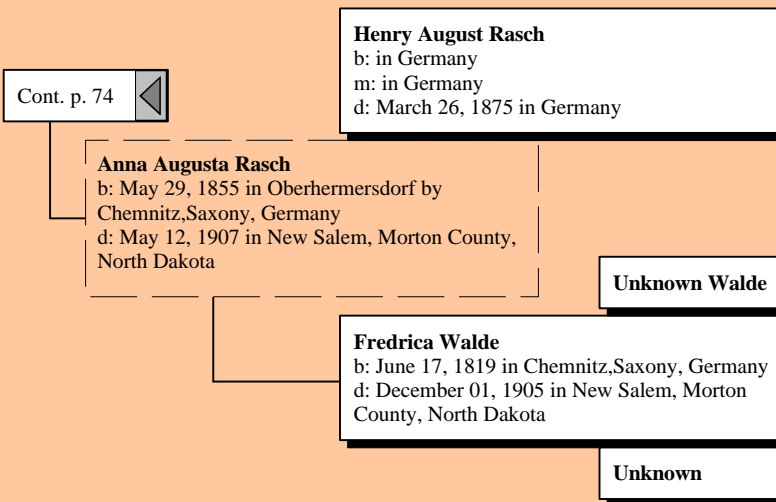 Henry August Rasch
b: in Germany
m: in Germany
d: March 26, 1875 in Germany
Cont. p. 74
Anna Augusta Rasch
b: May 29, 1855 in Oberhermersdorf by
Chemnitz,Saxony, Germany
d: May 12, 1907 in New Salem, Morton County,
North Dakota
Unknown Walde
Fredrica Walde
b: June 17, 1819 in Chemnitz,Saxony, Germany
d: December 01, 1905 in New Salem, Morton
County, North Dakota
Unknown